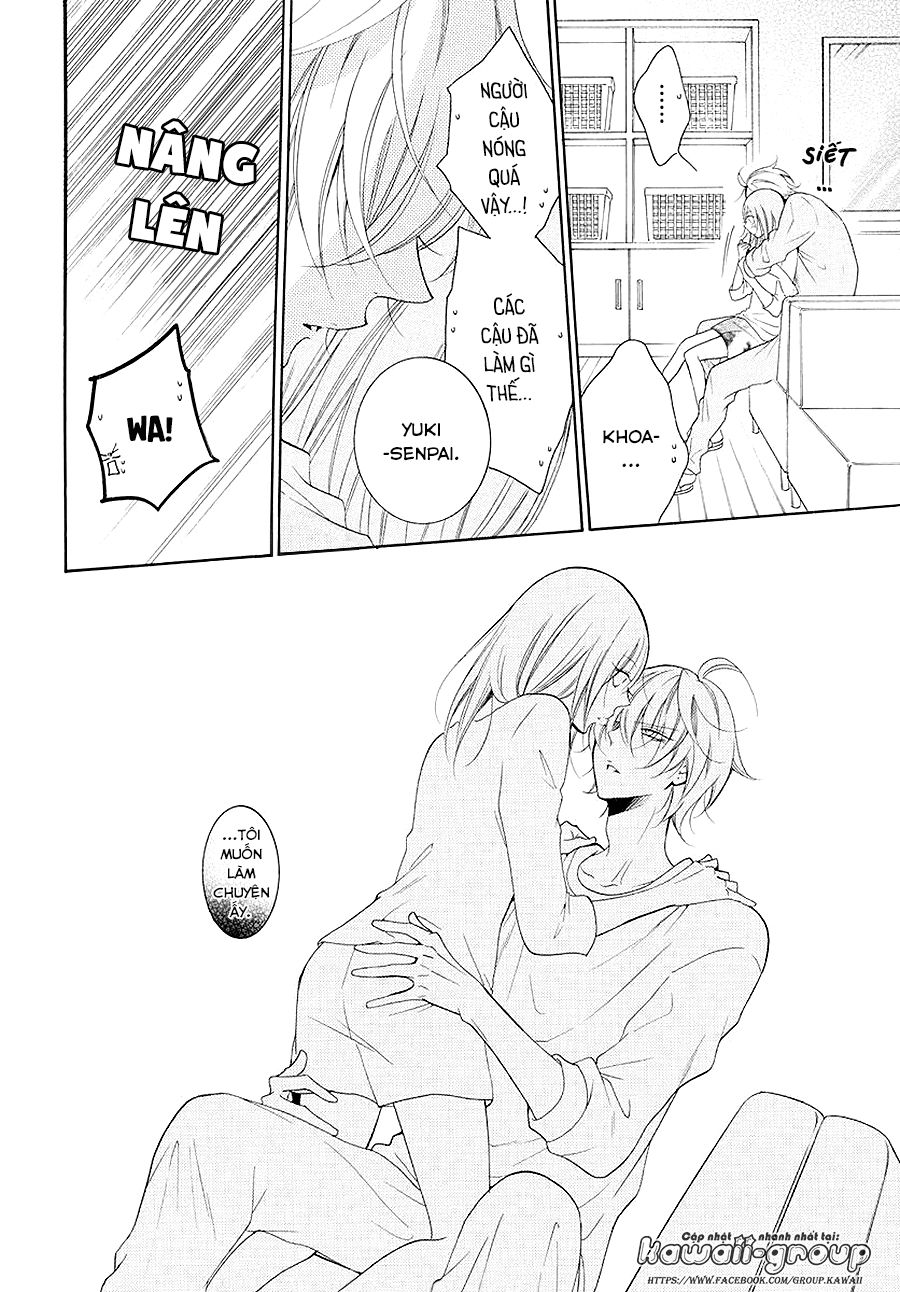 ......
SIẾT
...
KHOA-
...
NGƯỜI
CẬU
NÓNG
QUÁ
VẬY...!
CÁC
CẬU ĐÃ
LÀM GÌ
THẾ...
YUKI
-SENPAI.
NÂNG
LÊN
WA!
...TÔI
MUỐN
LÀM
CHUYỆN
ẤY.
Cập nhật nhanh nhất tại:
kawaii-group
HTTPS://WWW.FACEBOOK.COM/GROUP.KAWAII